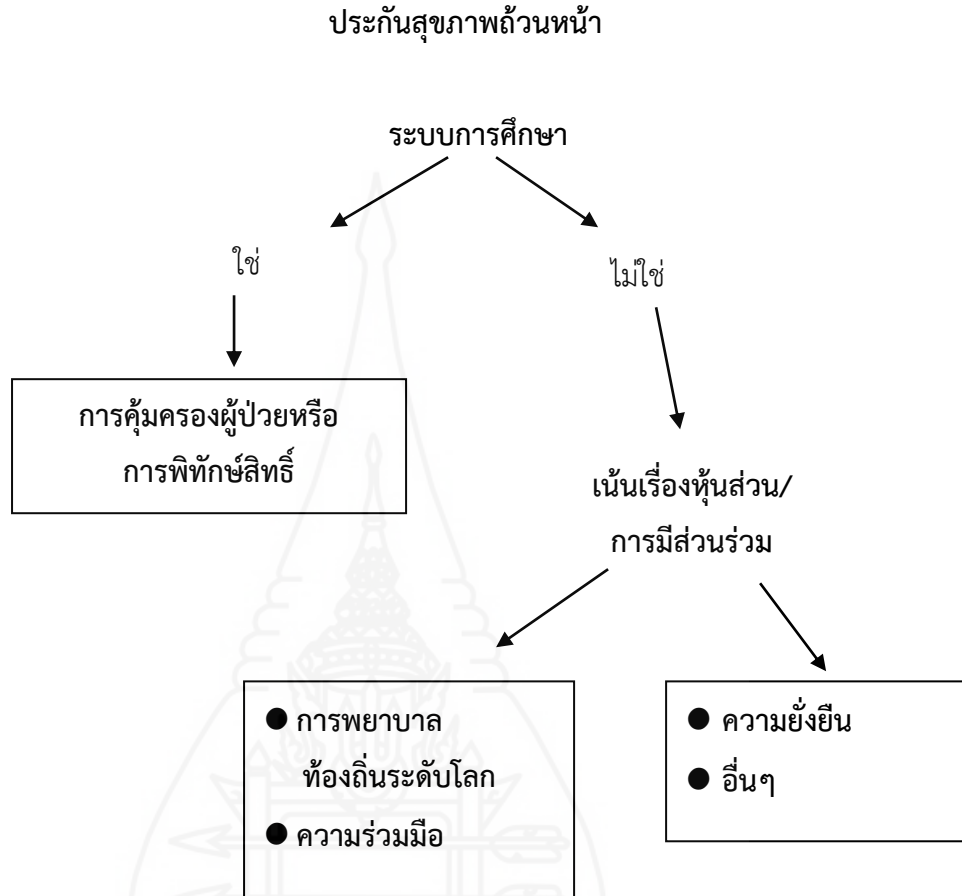 ประกันสุขภาพถ้วนหน้า
ระบบการศึกษา
ใช่
ไม่ใช่
การคุ้มครองผู้ป่วยหรือ
การพิทักษ์สิทธิ์
เน้นเรื่องหุ้นส่วน/
การมีส่วนร่วม
● การพยาบาล
ท้องถิ่นระดับโลก
● ความร่วมมือ
● ความยั่งยืน
● อื่นๆ